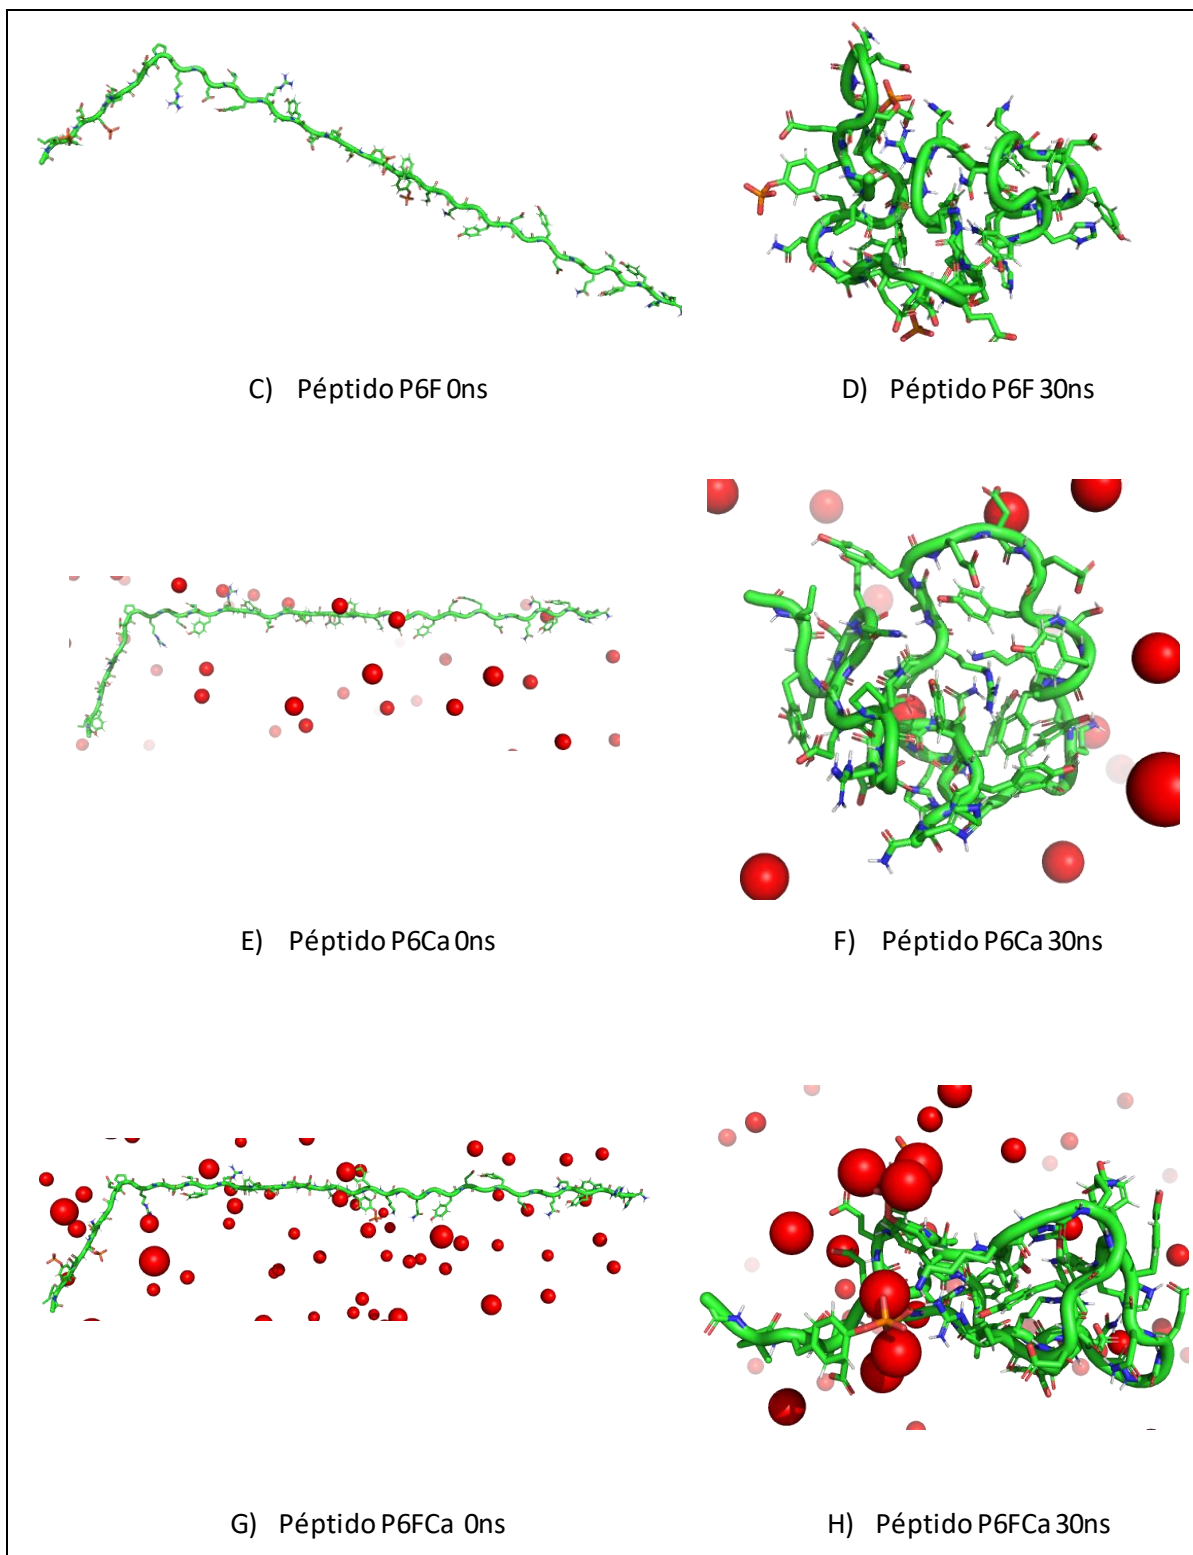 C) Péptido P6F 0ns
D) Péptido P6F 30ns
E) Péptido P6Ca 0ns
F) Péptido P6Ca 30ns
G) Péptido P6FCa 0ns
H) Péptido P6FCa 30ns